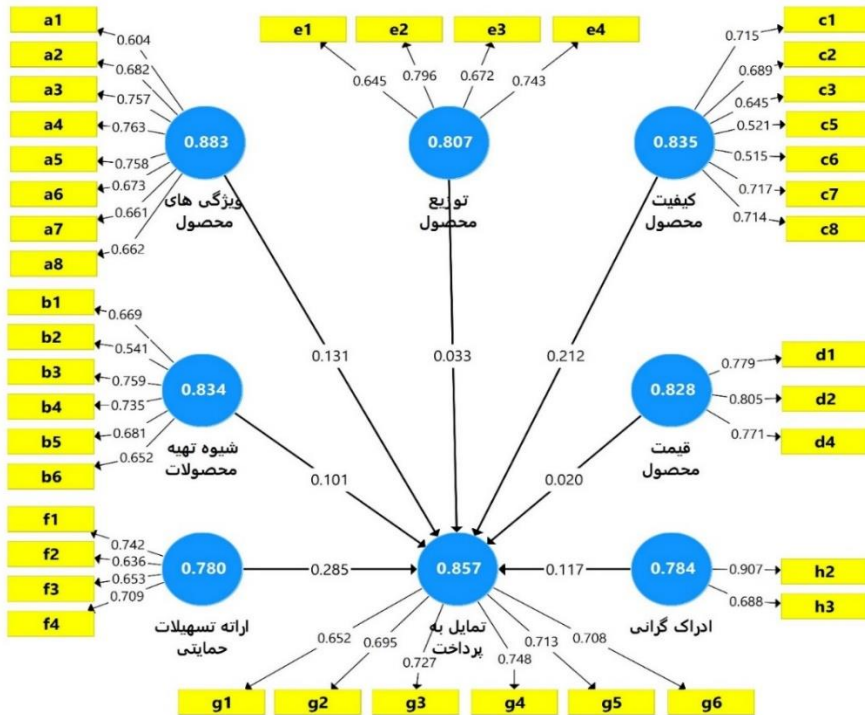 a1
a2
a3
a4
a5
a6
a7
a8
0.604
0.682
0.757
0.763
0.758
0.673
0.661
0.662
0.883
ویژگی های
محصول
e1
e2
e3
e4
0.645
0.796
0.672
0.743
0.807
توزیع
محصول
c1
c2
c3
c5
c6
c7
c8
0.715
0.689
0.645
0.521
0.515
0.717
0.714
0.835
کیفیت
محصول
b1
b2
b3
b4
b5
b6
0.669
0.541
0.759
0.735
0.681
0.652
0.834
شیوه تهیه
محصولات
0.131
0.033
0.212
0.101
0.020
d1
d2
d4
0.779
0.805
0.771
0.828
قیمت
محصول
f1
f2
f3
f4
0.742
0.636
0.653
0.709
0.780
ارائه تسهیلات
حمایتی
0.285
0.857
تمایل به
پرداخت
0.117
0.784
ادراک گرانی
h2
h3
0.907
0.688
0.652
0.695
0.727
0.748
0.713
0.708
g1
g2
g3
g4
g5
g6